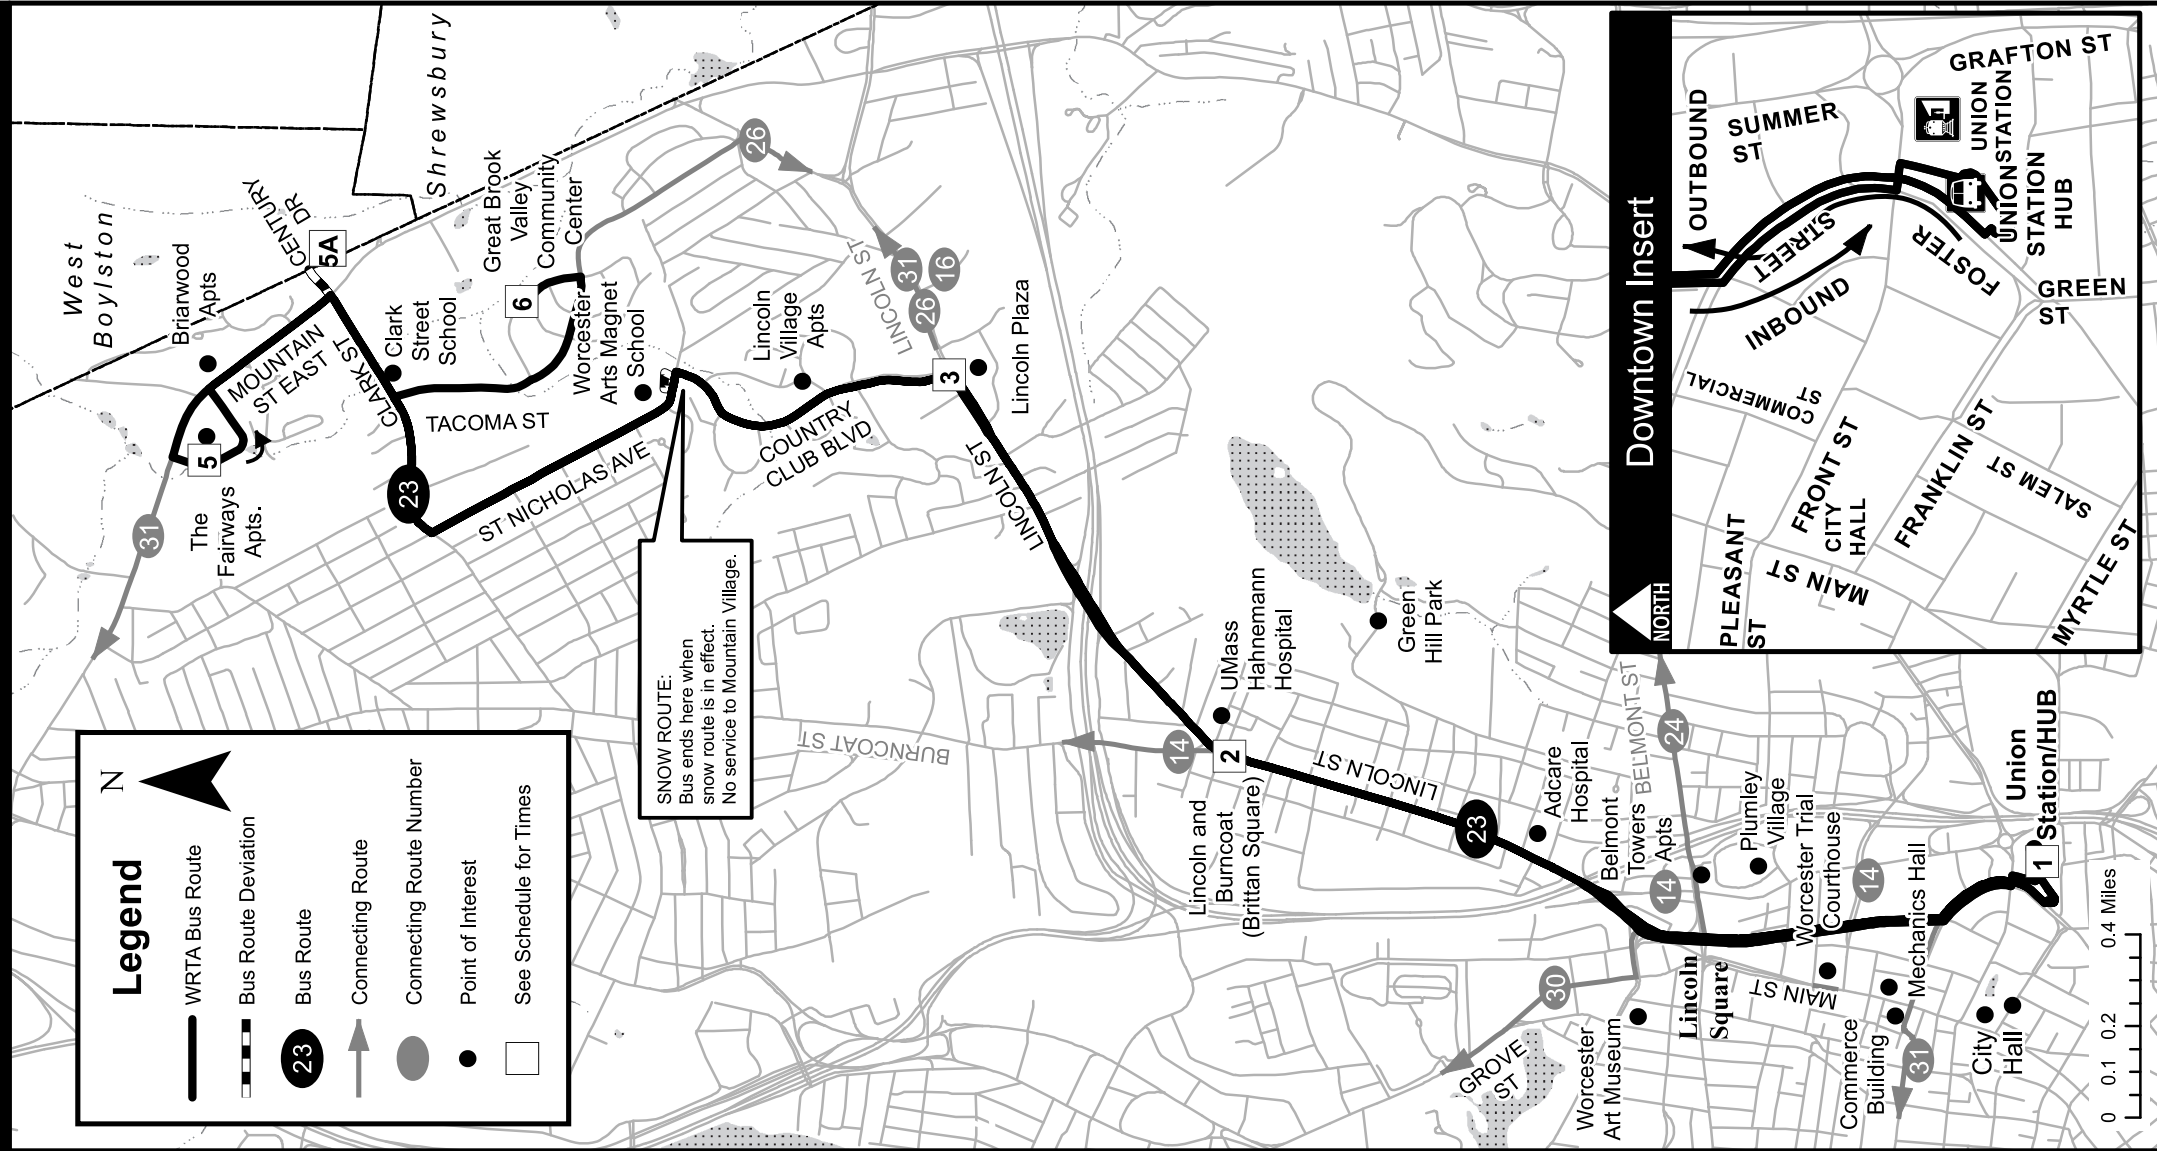 Legend
N
WRTA Bus Route
Bus Route Deviation
23
Bus Route
Connecting Route
Connecting Route Number
Point of Interest
See Schedule for Times
West
Boylston
Shrewsbury
CENTURY
DR
5A
Briarwood
Apts
MOUNTAIN
ST EAST
CLARK ST
Clark
Street
School
5
The
Fairways
Apts.
31
23
TACOMA ST
ST NICHOLAS AVE
Great Brook
Valley
Community
Center
6
Worcester
Arts Magnet
School
26
Lincoln
Village
Apts
COUNTRY
CLUB BLVD
LINCOLN ST
31
16
26
3
Lincoln Plaza
LINCOLN ST
SNOW ROUTE:
Bus ends here when
snow route is in effect.
No service to Mountain Village.
BURNCOAT ST
14
2
UMass
Hahnemann
Hospital
Lincoln and
Burncoat
(Brittan Square)
LINCOLN ST
Green
Hill Park
23
Adcare
Hospital
Belmont
Towers
Apts
BELMONT ST
24
14
Plumley
Village
Worcester Trial
Courthouse
14
Mechanics Hall
30
GROVE
ST
Worcester
Art Museum
Lincoln
Square
MAIN ST
Commerce
Building
31
City
Hall
Union
Station/HUB
1
0 0.1 0.2 0.4 Miles
Downtown Insert
NORTH
OUTBOUND
SUMMER
ST
GRAFTON ST
UNION
STATION
UNION
STATION
HUB
FOSTER
STREET
INBOUND
GREEN
ST
COMMERCIAL
ST
FRONT ST
CITY
HALL
FRANKLIN ST
SALEM ST
PLEASANT
ST
MAIN ST
MYRTLE ST